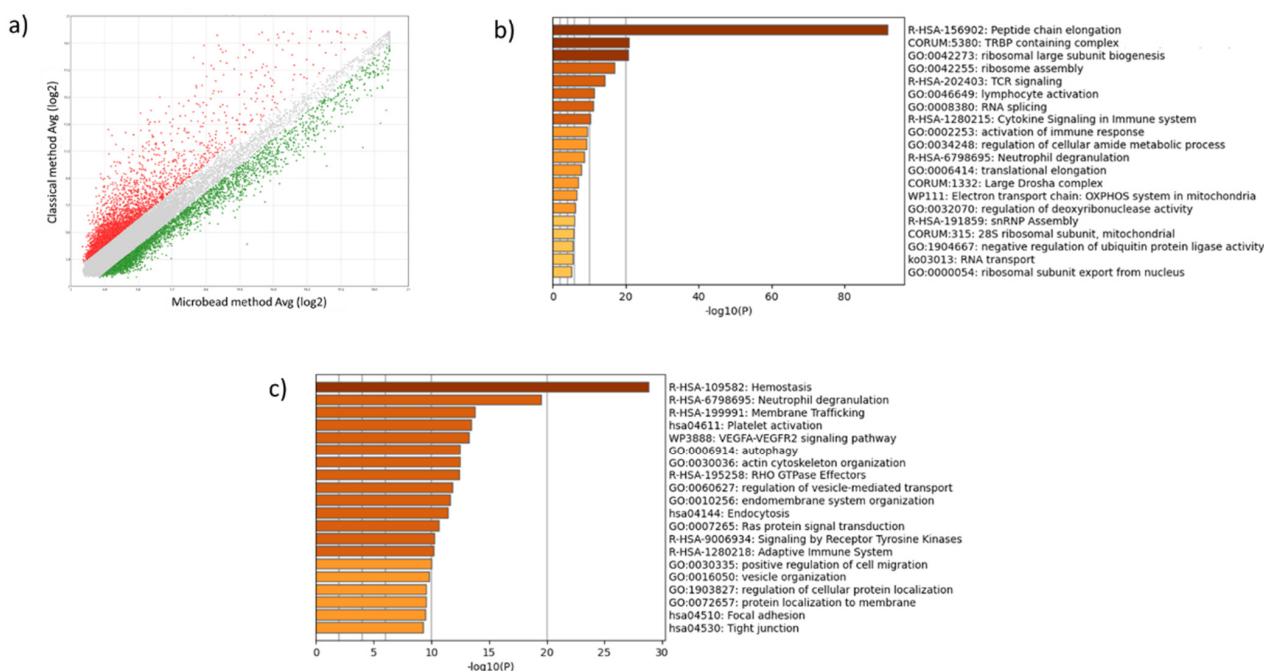 a)
Classical method Avg (log2)
Microbead method Avg (log2)
b)
R-HSA-156902: Peptide chain elongation
CORUM:5380: TRBP containing complex
GO:0042273: ribosomal large subunit biogenesis
GO:0042255: ribosome assembly
R-HSA-202403: TCR signaling
GO:0046649: lymphocyte activation
GO:0008380: RNA splicing
R-HSA-1280215: Cytokine Signaling in Immune system
GO:0002253: activation of immune response
GO:0034248: regulation of cellular amide metabolic process
R-HSA-6798695: Neutrophil degranulation
GO:0006414: translational elongation
CORUM:1332: Large Drosha complex
WP111: Electron transport chain: OXPHOS system in mitochondria
GO:0032070: regulation of deoxyribonuclease activity
R-HSA-191859: snRNP Assembly
CORUM:315: 28S ribosomal subunit, mitochondrial
GO:1904667: negative regulation of ubiquitin protein ligase activity
ko03013: RNA transport
GO:0000054: ribosomal subunit export from nucleus
0 20 40 60 80
-log10(P)
c)
R-HSA-109582: Hemostasis
R-HSA-6798695: Neutrophil degranulation
R-HSA-199991: Membrane Trafficking
hsa04611: Platelet activation
WP3888: VEGFA-VEGFR2 signaling pathway
GO:0006914: autophagy
GO:0030036: actin cytoskeleton organization
R-HSA-195258: RHO GTPase Effectors
GO:0060627: regulation of vesicle-mediated transport
GO:0010256: endomembrane system organization
hsa04144: Endocytosis
GO:0007265: Ras protein signal transduction
R-HSA-9006934: Signaling by Receptor Tyrosine Kinases
R-HSA-1280218: Adaptive Immune System
GO:0030335: positive regulation of cell migration
GO:0016050: vesicle organization
GO:1903827: regulation of cellular protein localization
GO:0072657: protein localization to membrane
hsa04510: Focal adhesion
hsa04530: Tight junction
0 5 10 15 20 25 30
-log10(P)